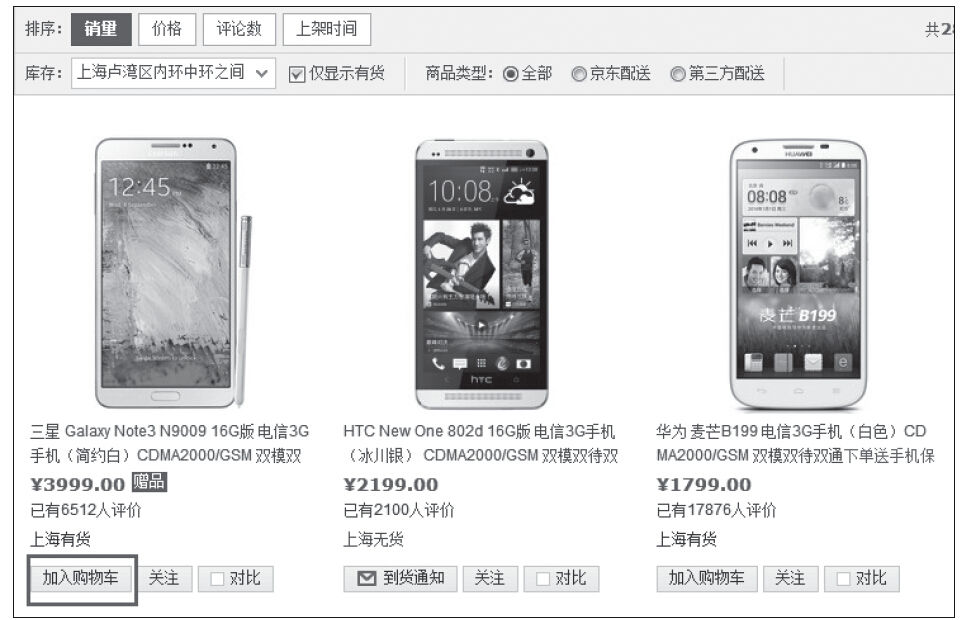 排序： 销量 价格 评论数 上架时间 共28
库存： 上海卢湾区内环中环之间 仅显示有货 商品类型： 全部 京东配送 第三方配送
12:45
10:08
HUAWEI
08:08
麦芒B199
hTC
三星 Galaxy Note3 N9009 16G版 电信3G
手机（简约白）CDMA2000/GSM 双模双
¥3999.00 赠品
已有6512人评价
上海有货
加入购物车 关注 对比
HTC New One 802d 16G版 电信3G手机
（冰川银） CDMA2000/GSM 双模双待双
¥2199.00
已有2100人评价
上海无货
到货通知 关注 对比
华为 麦芒B199 电信3G手机（白色）CD
MA2000/GSM 双模双待双通下单送手机保
¥1799.00
已有17876人评价
上海有货
加入购物车 关注 对比